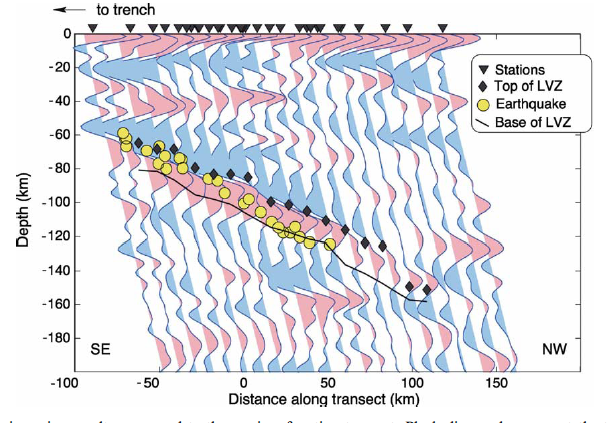 to trench
0
-20
-40
-60
-80
-100
-120
-140
-160
-180
Depth (km)
Stations
Top of LVZ
Earthquake
Base of LVZ
SE
NW
-100
-50
0
50
100
150
Distance along transect (km)